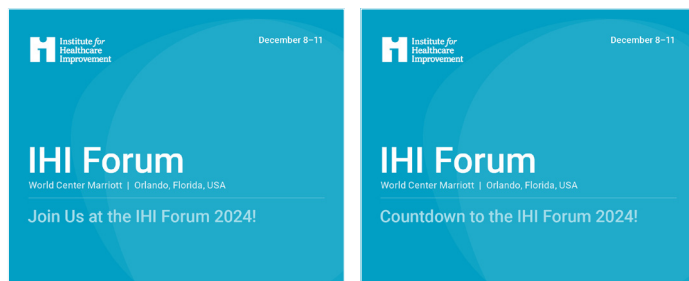 Institute for
Healthcare
Improvement
December 8–11
IHI Forum
World Center Marriott | Orlando, Florida, USA
Join Us at the IHI Forum 2024!
Institute for
Healthcare
Improvement
December 8–11
IHI Forum
World Center Marriott | Orlando, Florida, USA
Countdown to the IHI Forum 2024!